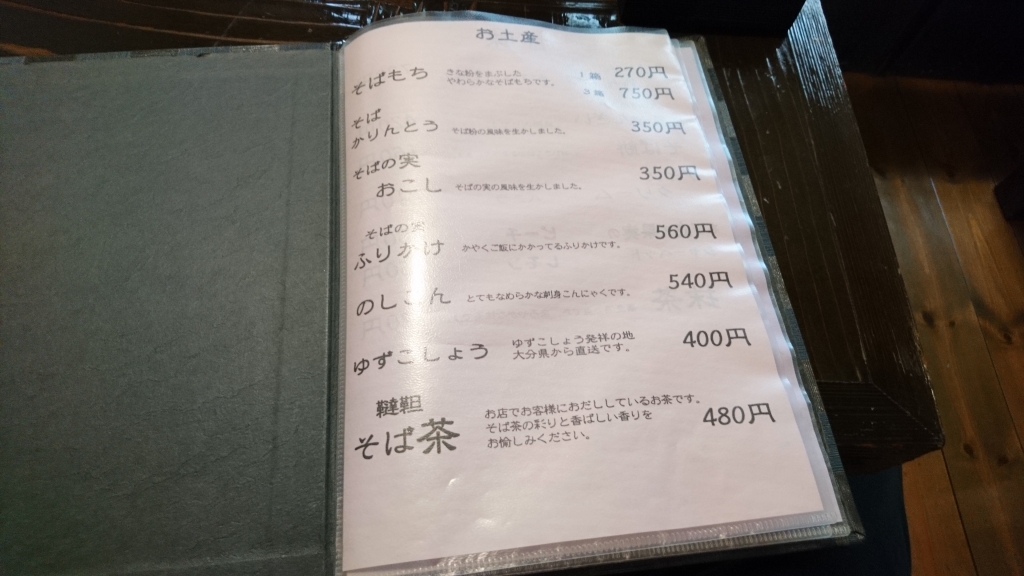 お土産
そばもち きな粉をまぶした 1箱 270円
やわらかなそばもちです。 3箱 750円
そば
かりんとう そば粉の風味を生かしました。 350円
そばの実
おこし そばの実の風味を生かしました。 350円
そばの実
ふりかけ かやくご飯にかかってるふりかけです。 560円
のしこん とてもなめらかな刺身こんにゃくです。 540円
ゆずこしょう ゆずこしょう発祥の地 400円
大分県から直送です。
韃靼
そば茶 お店でお客様におだししているお茶です。 480円
そば茶の彩りと香ばしい香りを
お愉しみください。